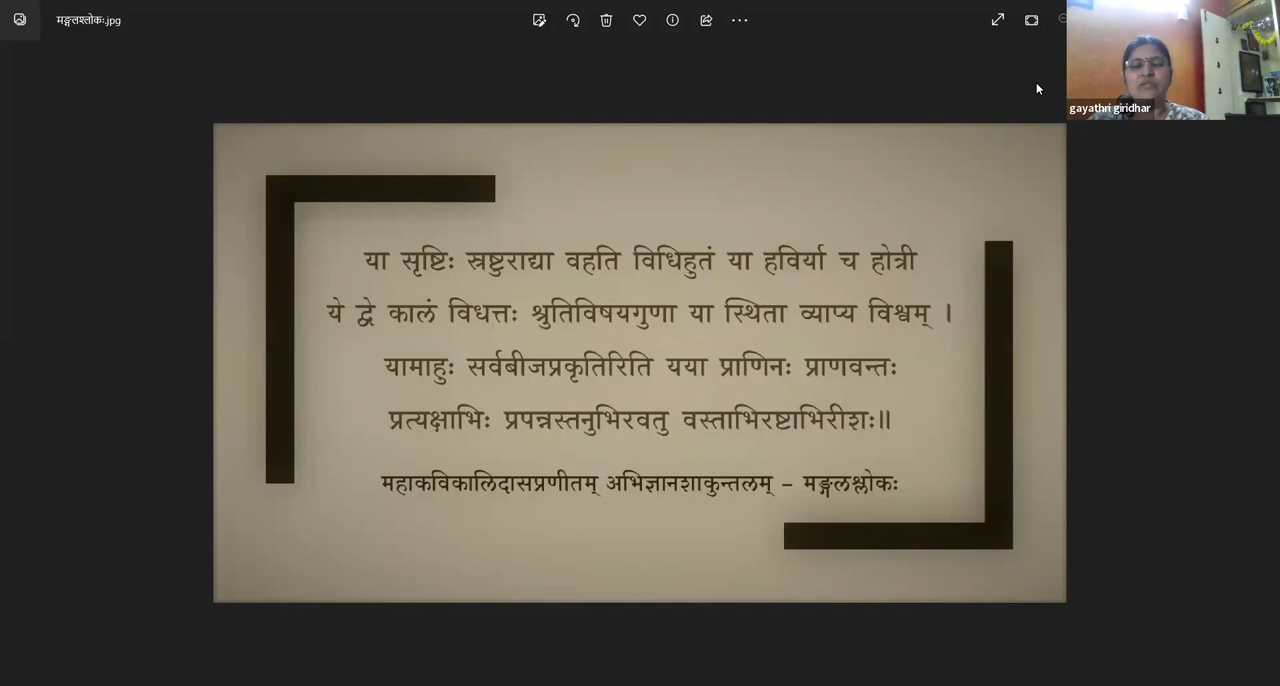 मङ्गलश्लोकः.jpg
gayathri giridhar
या सृष्टिः स्रष्टुराद्या वहति विधिहुतं या हविर्या च होत्री
ये द्वे कालं विधत्तः श्रुतिविषयगुणा या स्थिता व्याप्य विश्वम् ।
यामाहुः सर्वबीजप्रकृतिरिति यया प्राणिनः प्राणवन्तः
प्रत्यक्षाभिः प्रपन्नस्तनुभिरवतु वस्ताभिरष्टाभिरीशः॥
महाकविकालिदासप्रणीतम् अभिज्ञानशाकुन्तलम् – मङ्गलश्लोकः